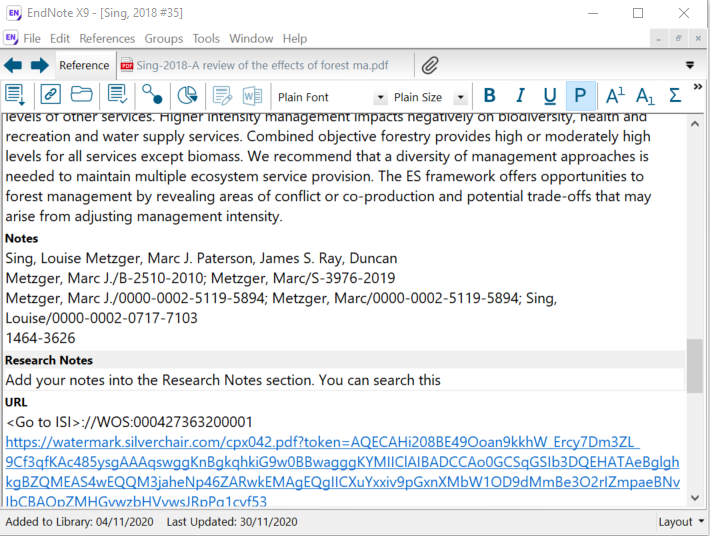 EndNote X9 - [Sing, 2018 #35]
File Edit References Groups Tools Window Help
Reference Sing-2018-A review of the effects of forest ma.pdf
Plain Font Plain Size B I U P A¹ A₁ Σ »
levels of other services. Higher intensity management impacts negatively on biodiversity, health and
recreation and water supply services. Combined objective forestry provides high or moderately high
levels for all services except biomass. We recommend that a diversity of management approaches is
needed to maintain multiple ecosystem service provision. The ES framework offers opportunities to
forest management by revealing areas of conflict or co-production and potential trade-offs that may
arise from adjusting management intensity.
Notes
Sing, Louise Metzger, Marc J. Paterson, James S. Ray, Duncan
Metzger, Marc J./B-2510-2010; Metzger, Marc/S-3976-2019
Metzger, Marc J./0000-0002-5119-5894; Metzger, Marc/0000-0002-5119-5894; Sing,
Louise/0000-0002-0717-7103
1464-3626
Research Notes
Add your notes into the Research Notes section. You can search this
URL
<Go to ISI>://WOS:000427363200001
https://watermark.silverchair.com/cpx042.pdf?token=AQECAHi208BE49Ooan9kkhW_Ercy7Dm3ZL_
9Cf3qfKAc485ysgAAAqswggKnBgkqhkiG9w0BBwagggKYMIIClAIBADCCAo0GCSqGSIb3DQEHATAeBglgh
kgBZQMEAS4wEQQM3jaheNp46ZARwkEMAgEQgIICXuYxxiv9pGxnXMbW1OD9dMmBe3O2rIZmpaeBNv
IbCBAOpZMHGvwzbHVvwsJRpPg1cvf53
Added to Library: 04/11/2020 Last Updated: 30/11/2020 Layout